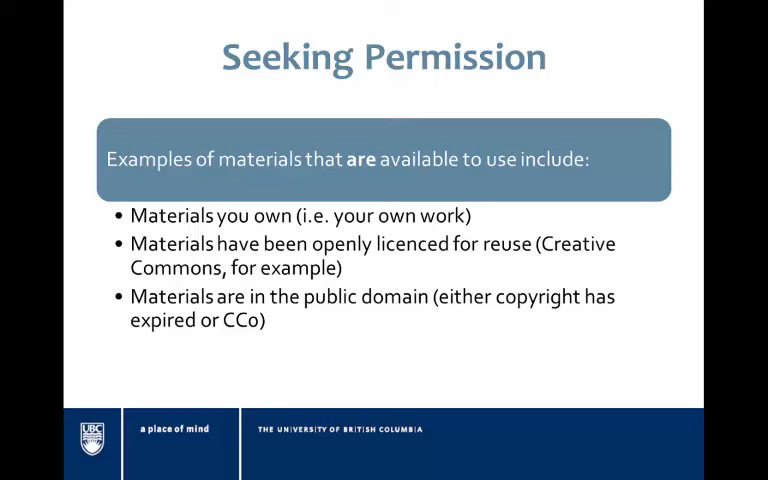 Seeking Permission
Examples of materials that are available to use include:
• Materials you own (i.e. your own work)
• Materials have been openly licenced for reuse (Creative
Commons, for example)
• Materials are in the public domain (either copyright has
expired or CC0)
UBC
a place of mind
THE UNIVERSITY OF BRITISH COLUMBIA